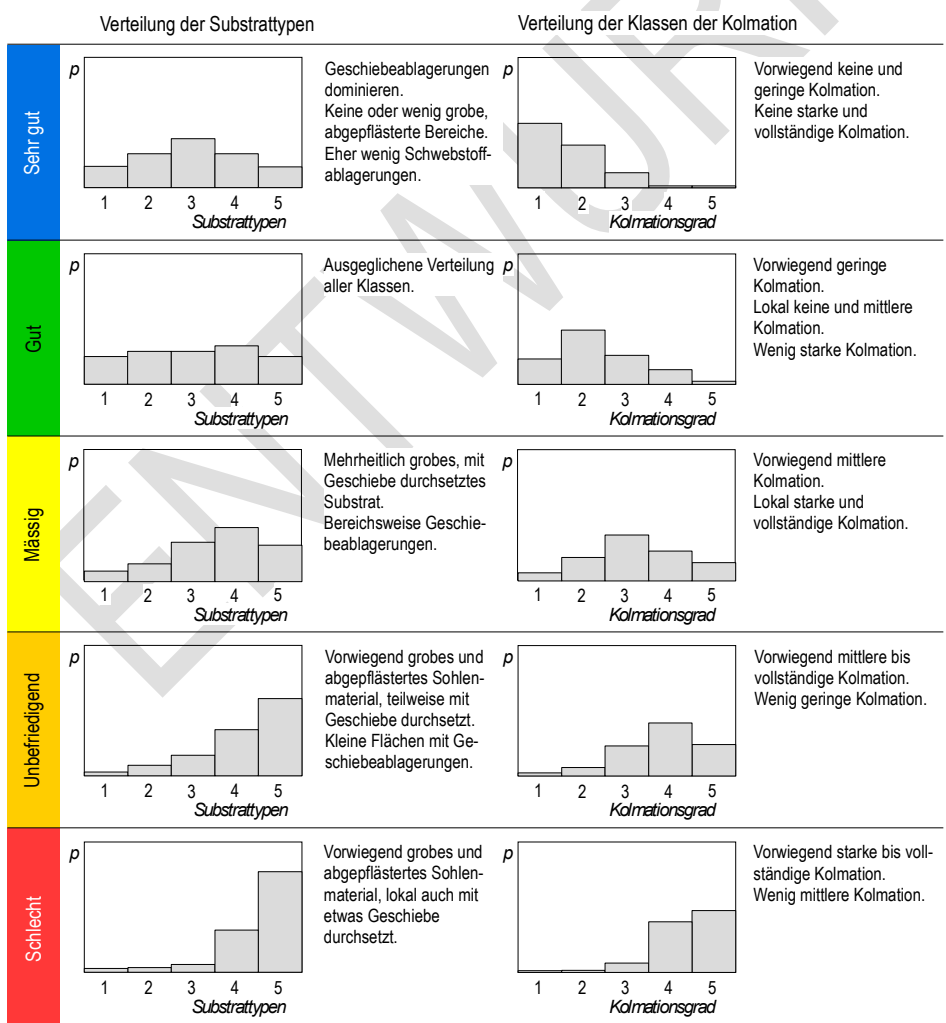 Verteilung der Substrattypen
Verteilung der Klassen der Kolmation
Sehr gut
p
1 2 3 4 5
Substrattypen
Geschiebeablagerungen
dominieren.
Keine oder wenig grobe,
abgepflästerte Bereiche.
Eher wenig Schwebstoff-
ablagerungen.
p
1 2 3 4 5
Kolmationsgrad
Vorwiegend keine und
geringe Kolmation.
Keine starke und
vollständige Kolmation.
Gut
p
1 2 3 4 5
Substrattypen
Ausgeglichene Verteilung
aller Klassen.
p
1 2 3 4 5
Kolmationsgrad
Vorwiegend geringe
Kolmation.
Lokal keine und mittlere
Kolmation.
Wenig starke Kolmation.
Mässig
p
1 2 3 4 5
Substrattypen
Mehrheitlich grobes, mit
Geschiebe durchsetztes
Substrat.
Bereichsweise Geschie-
beablagerungen.
p
1 2 3 4 5
Kolmationsgrad
Vorwiegend mittlere
Kolmation.
Lokal starke und
vollständige Kolmation.
Unbefriedigend
p
1 2 3 4 5
Substrattypen
Vorwiegend grobes und
abgepflästertes Sohlen-
material, teilweise mit
Geschiebe durchsetzt.
Kleine Flächen mit Ge-
schiebeablagerungen.
p
1 2 3 4 5
Kolmationsgrad
Vorwiegend mittlere bis
vollständige Kolmation.
Wenig geringe Kolmation.
Schlecht
p
1 2 3 4 5
Substrattypen
Vorwiegend grobes und
abgepflästertes Sohlen-
material, lokal auch mit
etwas Geschiebe
durchsetzt.
p
1 2 3 4 5
Kolmationsgrad
Vorwiegend starke bis voll-
ständige Kolmation.
Wenig mittlere Kolmation.
ENTWURF